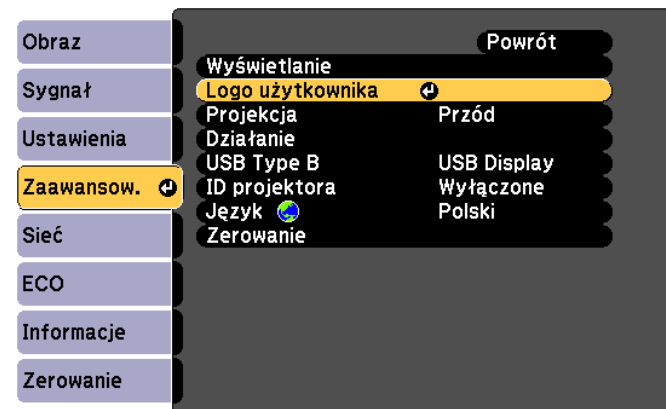 Obraz
Sygnał
Ustawienia
Zaawansow.
Sieć
ECO
Informacje
Zerowanie
Powrót
Wyświetlanie
Logo użytkownika
Projekcja Przód
Działanie
USB Type B USB Display
ID projektora Wyłączone
Język Polski
Zerowanie